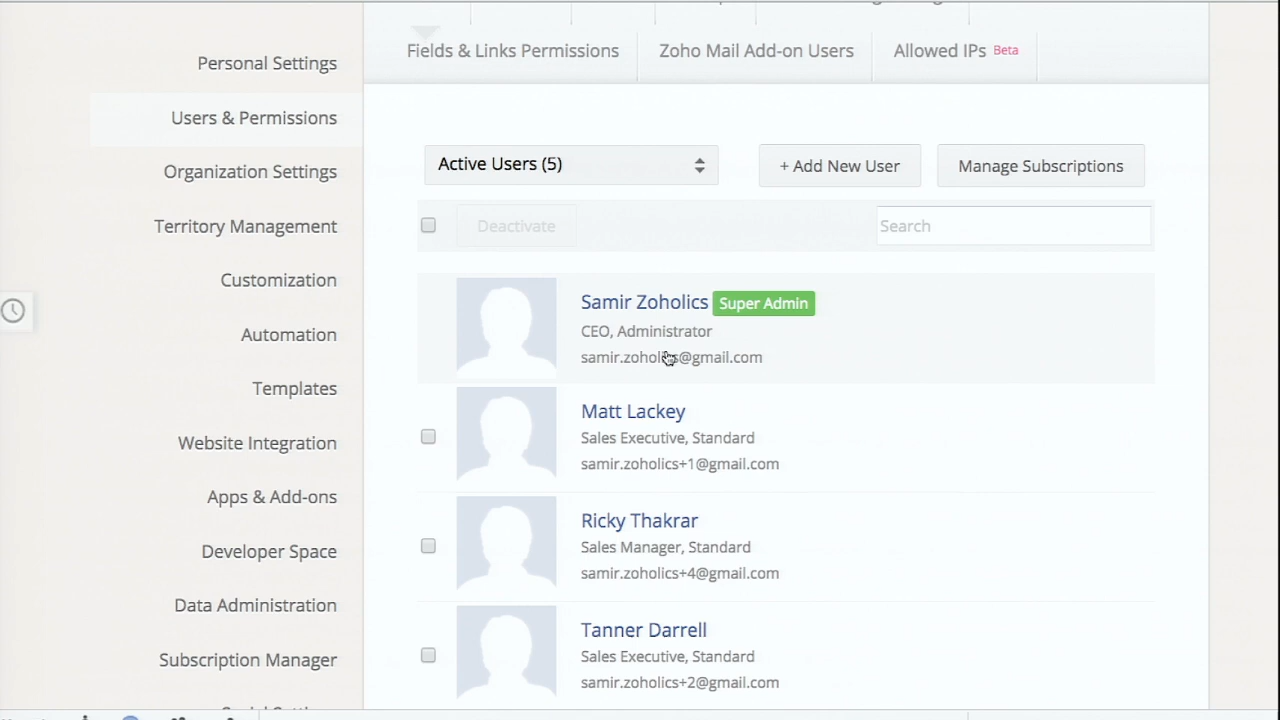 Fields & Links Permissions
Zoho Mail Add-on Users
Allowed IPs Beta
Personal Settings
Users & Permissions
Organization Settings
Territory Management
Customization
Automation
Templates
Website Integration
Apps & Add-ons
Developer Space
Data Administration
Subscription Manager
Active Users (5)
+ Add New User
Manage Subscriptions
Deactivate
Search
Samir Zoholics Super Admin
CEO, Administrator
samir.zoholics@gmail.com
Matt Lackey
Sales Executive, Standard
samir.zoholics+1@gmail.com
Ricky Thakrar
Sales Manager, Standard
samir.zoholics+4@gmail.com
Tanner Darrell
Sales Executive, Standard
samir.zoholics+2@gmail.com